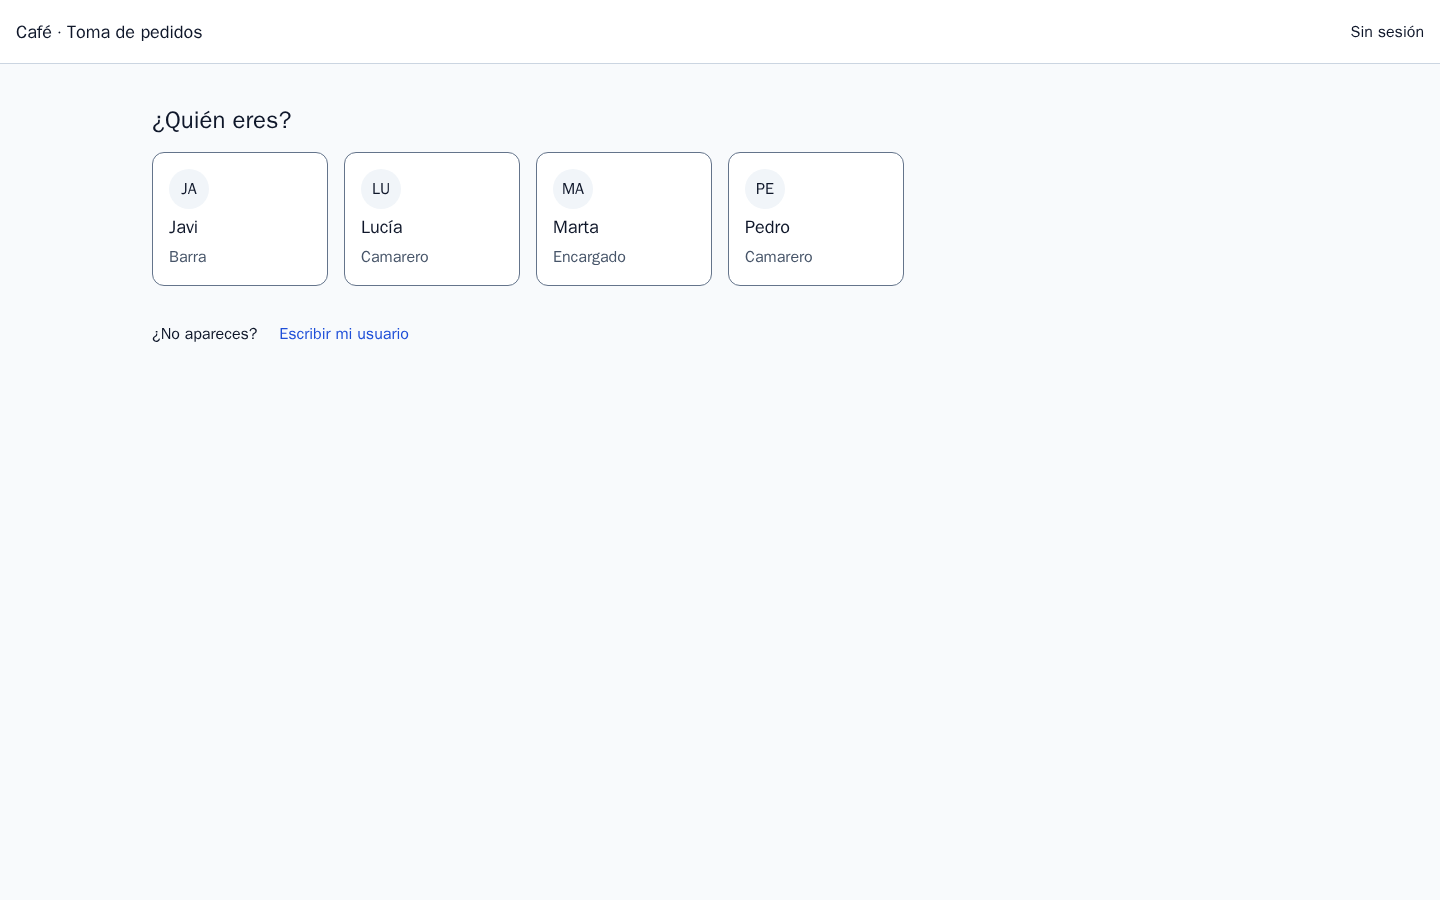 Café · Toma de pedidos
Sin sesión
¿Quién eres?
JA
Javi
Barra
LU
Lucía
Camarero
MA
Marta
Encargado
PE
Pedro
Camarero
¿No apareces? Escribir mi usuario